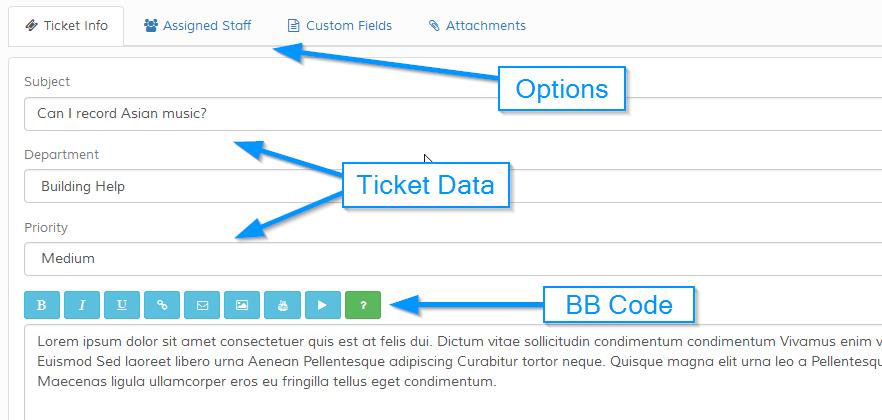 Ticket Info Assigned Staff Custom Fields Attachments
Options
Subject
Can I record Asian music?
Department
Ticket Data
Building Help
Priority
Medium
B I U ?
BB Code
Lorem ipsum dolor sit amet consectetuer quis est at felis dui. Dictum vitae sollicitudin condimentum condimentum Vivamus enim v
Euismod Sed laoreet libero urna Aenean Pellentesque adipiscing Curabitur tortor neque. Quisque magna elit urna leo a Pellentesqu
Maecenas ligula ullamcorper eros eu fringilla tellus eget condimentum.